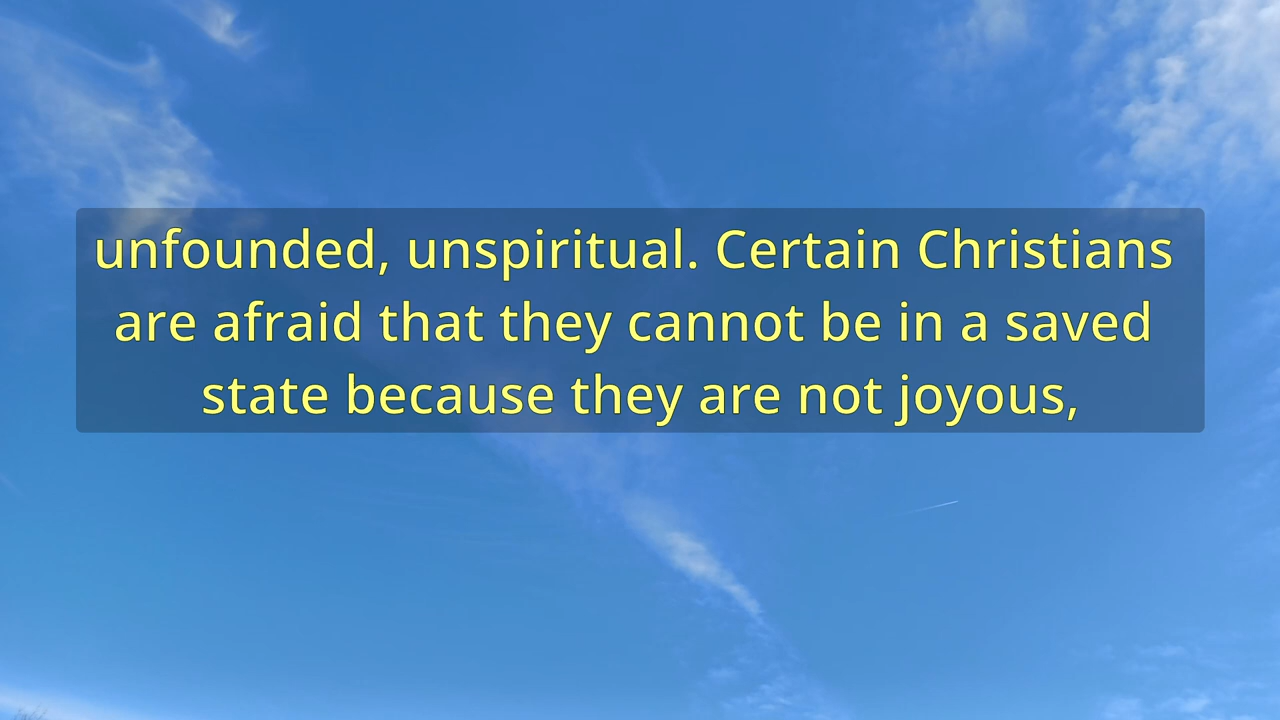 unfounded, unspiritual. Certain Christians
are afraid that they cannot be in a saved
state because they are not joyous,